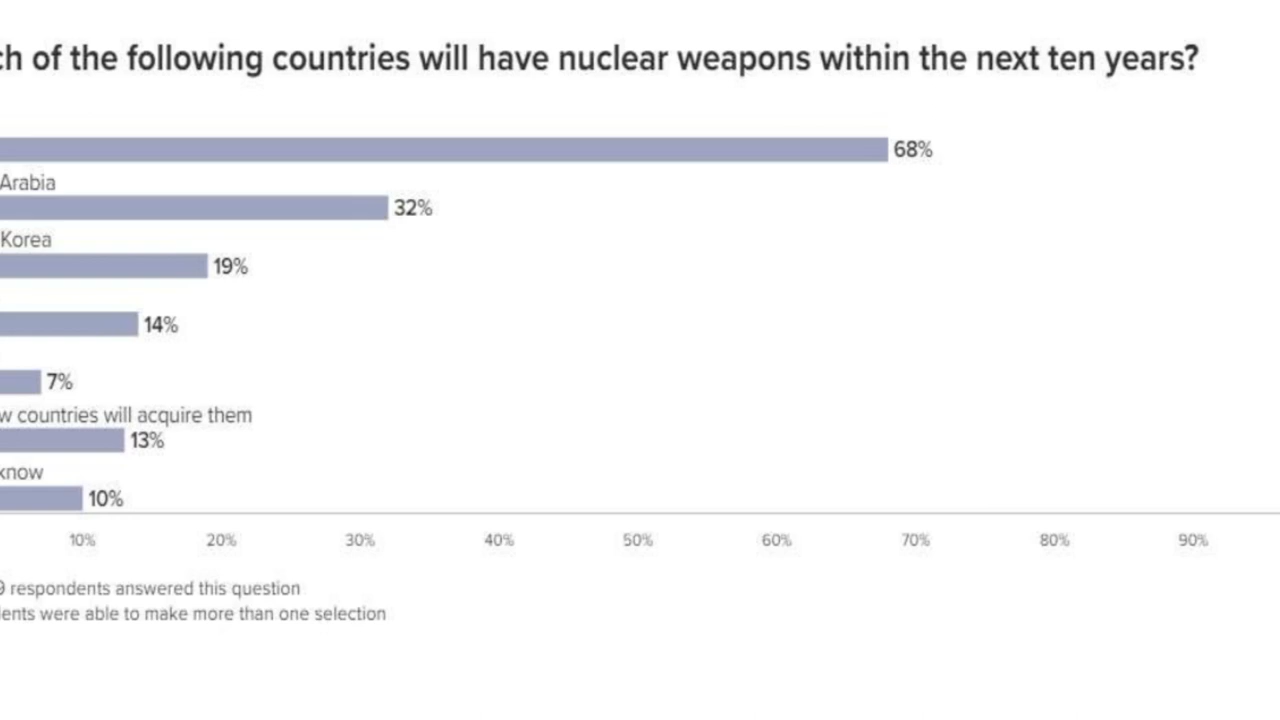 ch of the following countries will have nuclear weapons within the next ten years?
68%
Arabia
32%
Korea
19%
14%
7%
w countries will acquire them
13%
know
10%
10% 20% 30% 40% 50% 60% 70% 80% 90%
9 respondents answered this question
lents were able to make more than one selection